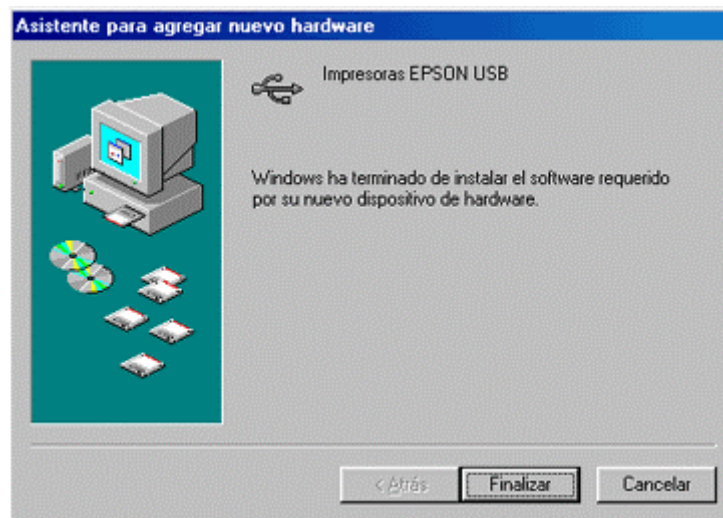 Asistente para agregar nuevo hardware
Impresoras EPSON USB
Windows ha terminado de instalar el software requerido
por su nuevo dispositivo de hardware.
< Atrás
Finalizar
Cancelar